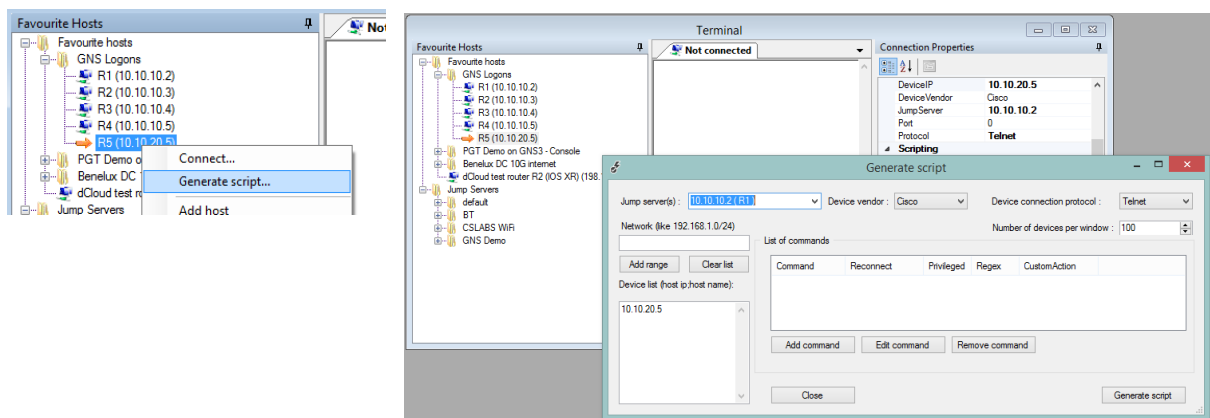 Favourite Hosts
Not
Favourite hosts
GNS Logons
R1 (10.10.10.2)
R2 (10.10.10.3)
R3 (10.10.10.4)
R4 (10.10.10.5)
R5 (10.10.20.5)
PGT Demo o
Benelux DC
dCloud test r
Jump Servers
Connect...
Generate script...
Add host
Terminal
Favourite Hosts
Favourite hosts
GNS Logons
R1 (10.10.10.2)
R2 (10.10.10.3)
R3 (10.10.10.4)
R4 (10.10.10.5)
R5 (10.10.20.5)
PGT Demo on GNS3 - Console
Benelux DC 10G internet
dCloud test router R2 (IOS XR) (198.
Jump Servers
default
BT
CSLABS WiFi
GNS Demo
Not connected
Connection Properties
DeviceIP 10.10.20.5
DeviceVendor Cisco
JumpServer 10.10.10.2
Port 0
Protocol Telnet
Scripting
Generate script
Jump server(s) : 10.10.10.2 ( R1 ) Device vendor : Cisco Device connection protocol : Telnet
Network (like 192.168.1.0/24) Number of devices per window : 100
List of commands
Add range Clear list
Command Reconnect Privileged Regex CustomAction
Device list (host ip;host name):
10.10.20.5
Add command Edit command Remove command
Close Generate script